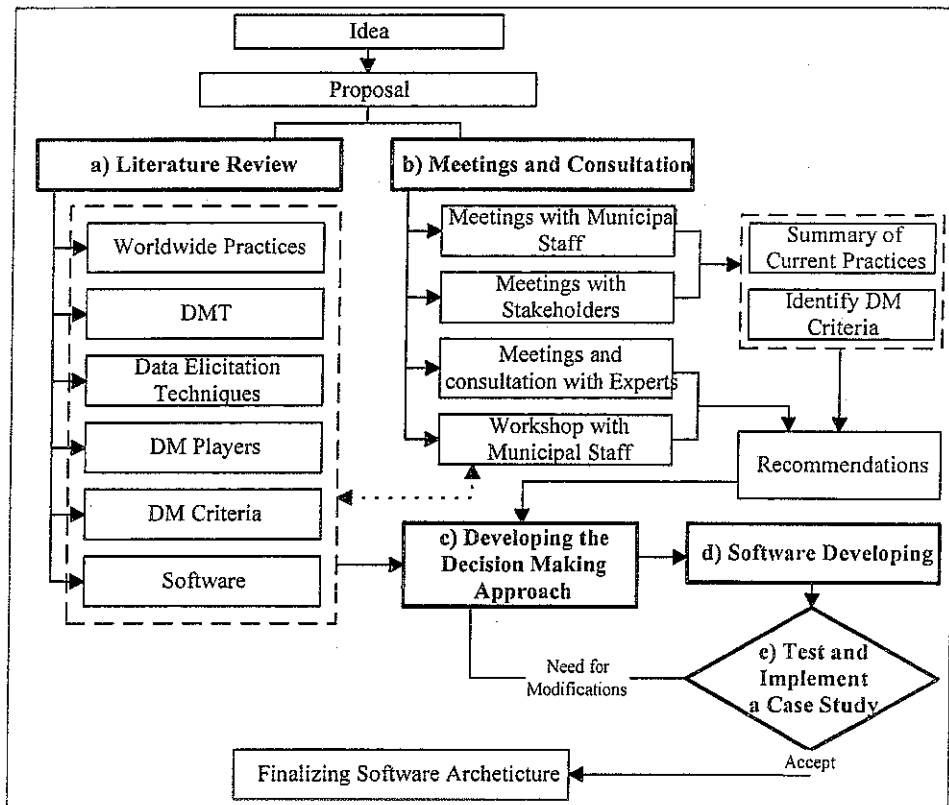 Idea
Proposal
a) Literature Review
Worldwide Practices
DMT
Data Elicitation
Techniques
DM Players
DM Criteria
Software
b) Meetings and Consultation
Meetings with Municipal
Staff
Meetings with
Stakeholders
Meetings and
consultation with Experts
Workshop with
Municipal Staff
Summary of
Current Practices
Identify DM
Criteria
Recommendations
c) Developing the
Decision Making
Approach
d) Software Developing
e) Test and
Implement
a Case Study
Need for
Modifications
Accept
Finalizing Software Archeticture